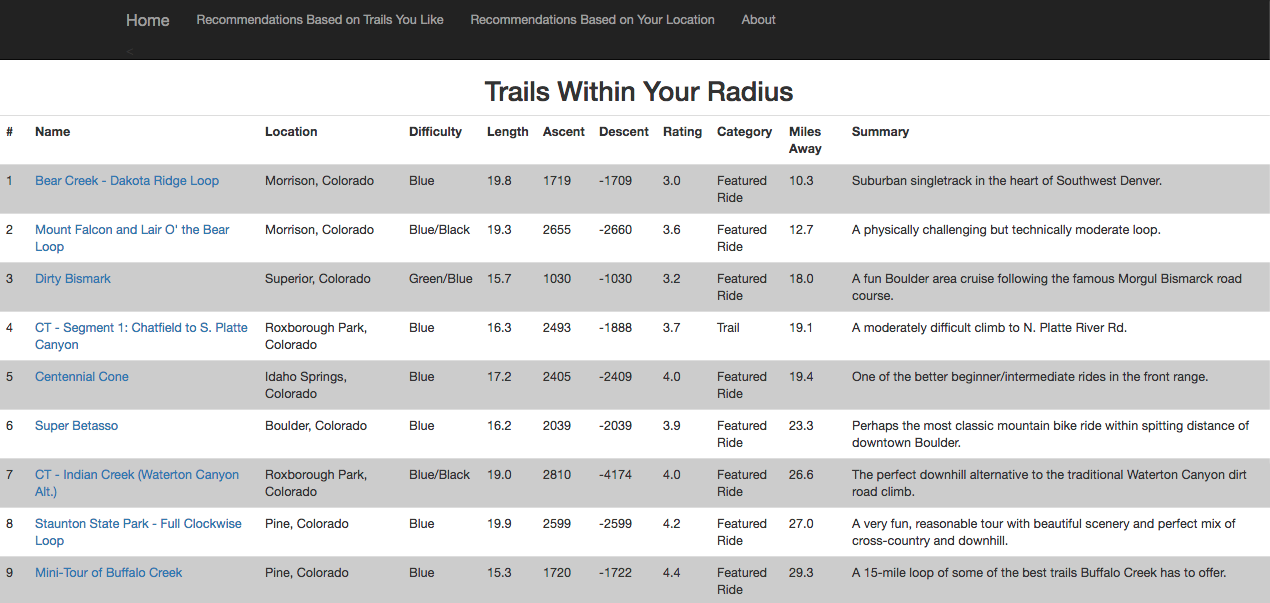 Home Recommendations Based on Trails You Like Recommendations Based on Your Location About
<
Trails Within Your Radius
# Name Location Difficulty Length Ascent Descent Rating Category Miles Away Summary
1 Bear Creek - Dakota Ridge Loop Morrison, Colorado Blue 19.8 1719 -1709 3.0 Featured Ride 10.3 Suburban singletrack in the heart of Southwest Denver.
2 Mount Falcon and Lair O' the Bear Loop Morrison, Colorado Blue/Black 19.3 2655 -2660 3.6 Featured Ride 12.7 A physically challenging but technically moderate loop.
3 Dirty Bismark Superior, Colorado Green/Blue 15.7 1030 -1030 3.2 Featured Ride 18.0 A fun Boulder area cruise following the famous Morgul Bismarck road course.
4 CT - Segment 1: Chatfield to S. Platte Canyon Roxborough Park, Colorado Blue 16.3 2493 -1888 3.7 Trail 19.1 A moderately difficult climb to N. Platte River Rd.
5 Centennial Cone Idaho Springs, Colorado Blue 17.2 2405 -2409 4.0 Featured Ride 19.4 One of the better beginner/intermediate rides in the front range.
6 Super Betasso Boulder, Colorado Blue 16.2 2039 -2039 3.9 Featured Ride 23.3 Perhaps the most classic mountain bike ride within spitting distance of downtown Boulder.
7 CT - Indian Creek (Waterton Canyon Alt.) Roxborough Park, Colorado Blue/Black 19.0 2810 -4174 4.0 Featured Ride 26.6 The perfect downhill alternative to the traditional Waterton Canyon dirt road climb.
8 Staunton State Park - Full Clockwise Loop Pine, Colorado Blue 19.9 2599 -2599 4.2 Featured Ride 27.0 A very fun, reasonable tour with beautiful scenery and perfect mix of cross-country and downhill.
9 Mini-Tour of Buffalo Creek Pine, Colorado Blue 15.3 1720 -1722 4.4 Featured Ride 29.3 A 15-mile loop of some of the best trails Buffalo Creek has to offer.